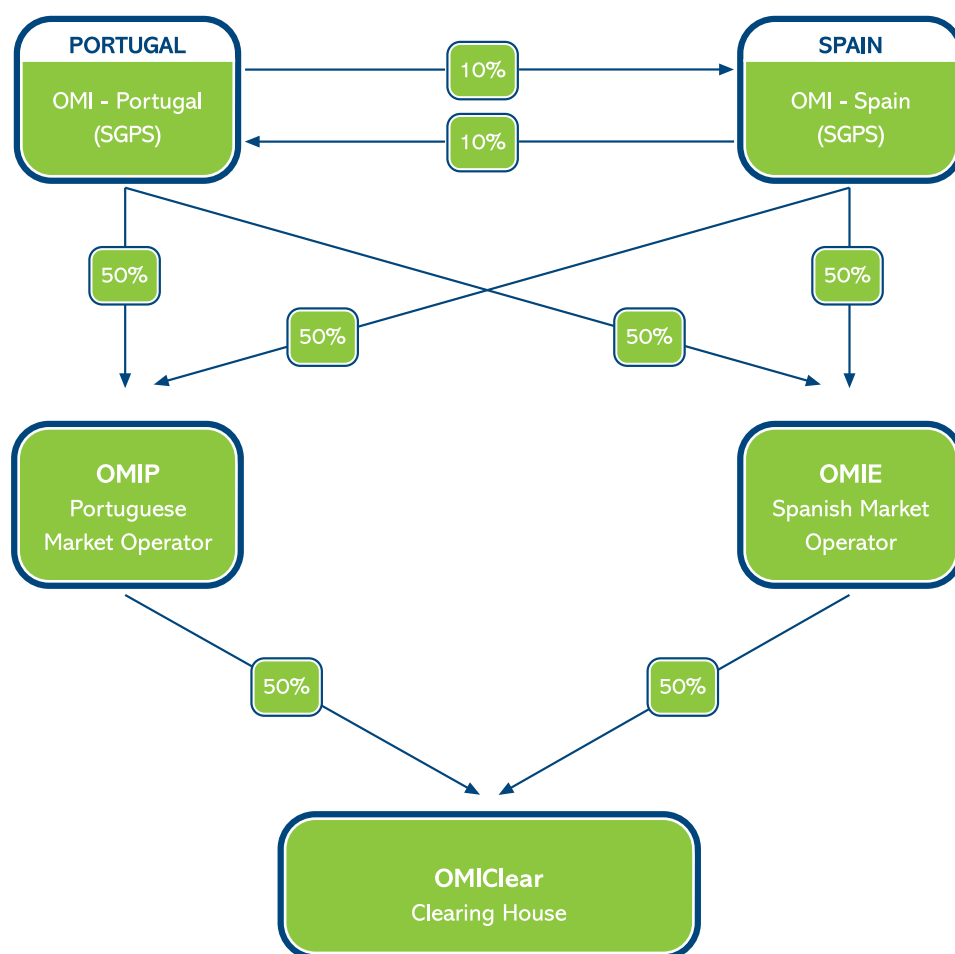 PORTUGAL
OMI - Portugal
(SGPS)
10%
10%
SPAIN
OMI - Spain
(SGPS)
50%
50%
50%
50%
OMIP
Portuguese
Market Operator
OMIE
Spanish Market
Operator
50%
50%
OMIClear
Clearing House